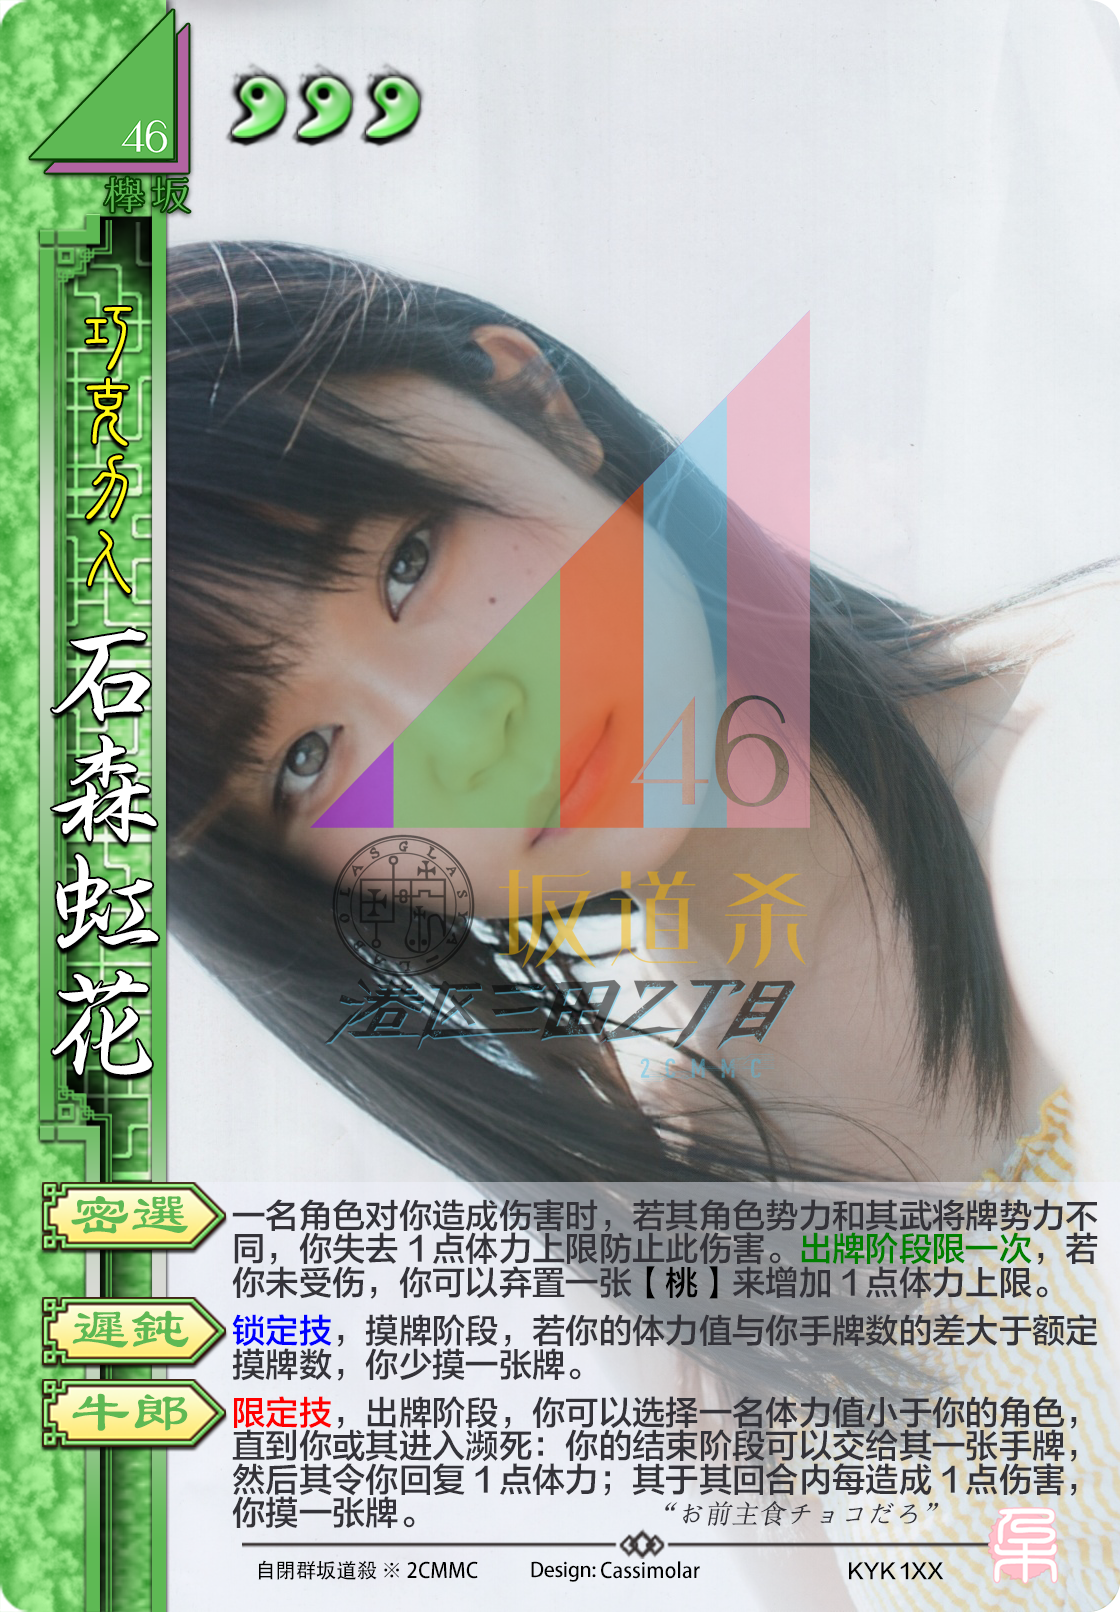 46
欅坂
巧克力人
石森虹花
46
坂道杀
港区三田2丁目
2CMMC
密選
一名角色对你造成伤害时，若其角色势力和其武将牌势力不
同，你失去1点体力上限防止此伤害。出牌阶段限一次，若
你未受伤，你可以弃置一张【桃】来增加1点体力上限。
遲鈍
锁定技，摸牌阶段，若你的体力值与你手牌数的差大于额定
摸牌数，你少摸一张牌。
牛郎
限定技，出牌阶段，你可以选择一名体力值小于你的角色，
直到你或其进入濒死：你的结束阶段可以交给其一张手牌，
然后其令你回复1点体力；其于其回合内每造成1点伤害，
你摸一张牌。
“お前主食チョコだろ”
自閉群坂道殺 ※ 2CMMC
Design: Cassimolar
KYK 1XX